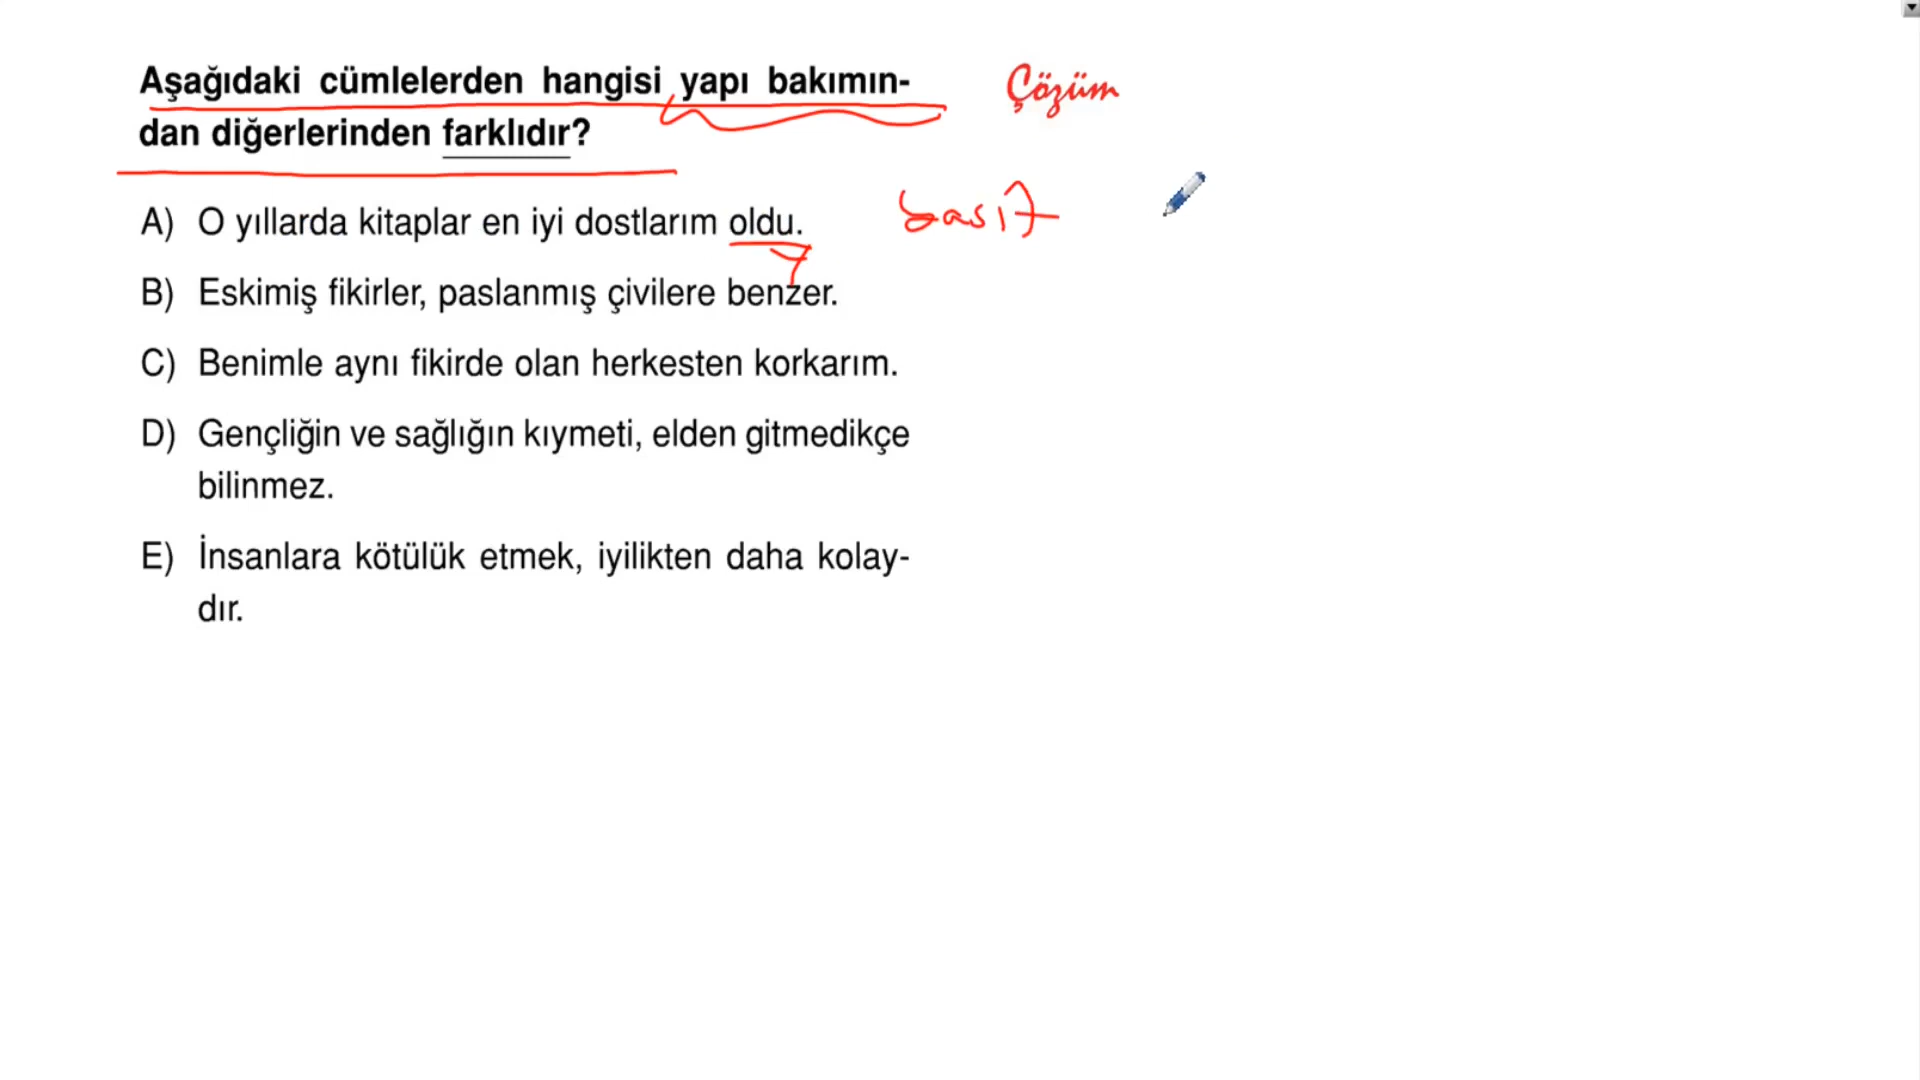 Aşağıdaki cümlelerden hangisi yapı bakımın-
dan diğerlerinden farklıdır?
Çözüm
A) O yıllarda kitaplar en iyi dostlarım oldu.
basit
y
B) Eskimiş fikirler, paslanmış çivilere benzer.
C) Benimle aynı fikirde olan herkesten korkarım.
D) Gençliğin ve sağlığın kıymeti, elden gitmedikçe
bilinmez.
E) İnsanlara kötülük etmek, iyilikten daha kolay-
dır.